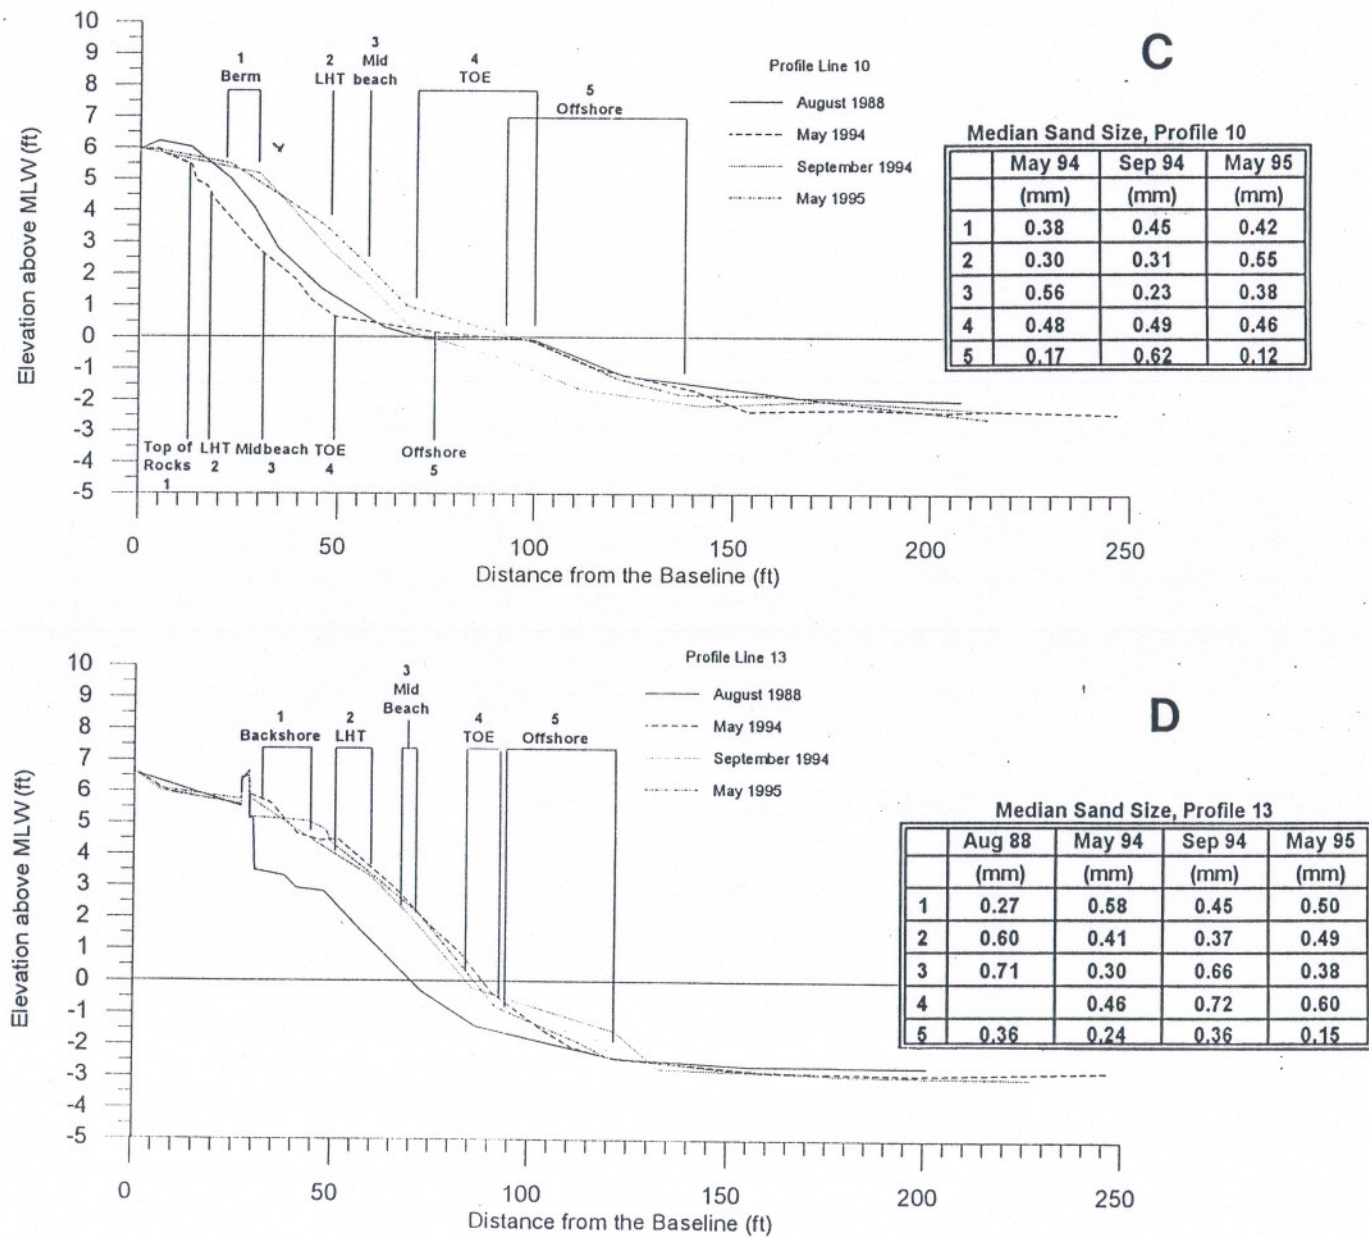 C
Profile Line 10
August 1988
May 1994
September 1994
May 1995
Elevation above MLW (ft)
10
9
8
7
6
5
4
3
2
1
0
-1
-2
-3
-4
-5
1
Berm
2
LHT
3
Mid
beach
4
TOE
5
Offshore
Top of
Rocks
1
LHT
2
Midbeach
3
TOE
4
Offshore
5
0 50 100 150 200 250
Distance from the Baseline (ft)
Median Sand Size, Profile 10
May 94 Sep 94 May 95
(mm) (mm) (mm)
1 0.38 0.45 0.42
2 0.30 0.31 0.55
3 0.56 0.23 0.38
4 0.48 0.49 0.46
5 0.17 0.62 0.12
D
Profile Line 13
August 1988
May 1994
September 1994
May 1995
Elevation above MLW (ft)
10
9
8
7
6
5
4
3
2
1
0
-1
-2
-3
-4
-5
1
Backshore
2
LHT
3
Mid
Beach
4
TOE
5
Offshore
0 50 100 150 200 250
Distance from the Baseline (ft)
Median Sand Size, Profile 13
Aug 88 May 94 Sep 94 May 95
(mm) (mm) (mm) (mm)
1 0.27 0.58 0.45 0.50
2 0.60 0.41 0.37 0.49
3 0.71 0.30 0.66 0.38
4 0.46 0.72 0.60
5 0.36 0.24 0.36 0.15